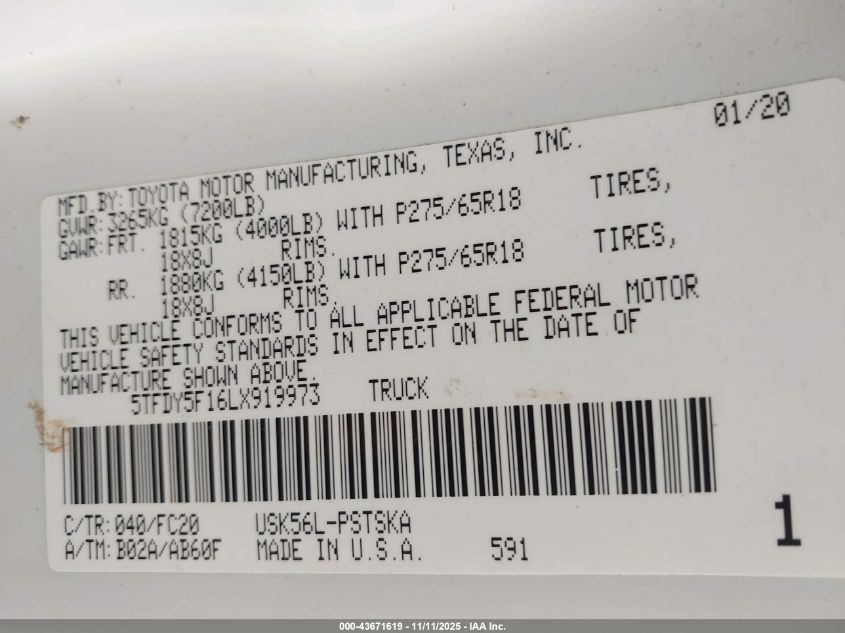 01/20
MFD.BY:TOYOTA MOTOR MANUFACTURING, TEXAS, INC.
GVWR:3265KG (7200LB)
GAWR:FRT. 1815KG (4000LB) WITH P275/65R18 TIRES,
18X8J RIMS.
RR. 1880KG (4150LB) WITH P275/65R18 TIRES,
18X8J RIMS.
THIS VEHICLE CONFORMS TO ALL APPLICABLE FEDERAL MOTOR
VEHICLE SAFETY STANDARDS IN EFFECT ON THE DATE OF
MANUFACTURE SHOWN ABOVE.
5TFDY5F16LX919973 TRUCK
C/TR:040/FC20 USK56L-PSTSKA
A/TM:B02A/AB60F MADE IN U.S.A. 591
1
000-43671619 - 11/11/2025 - IAA Inc.